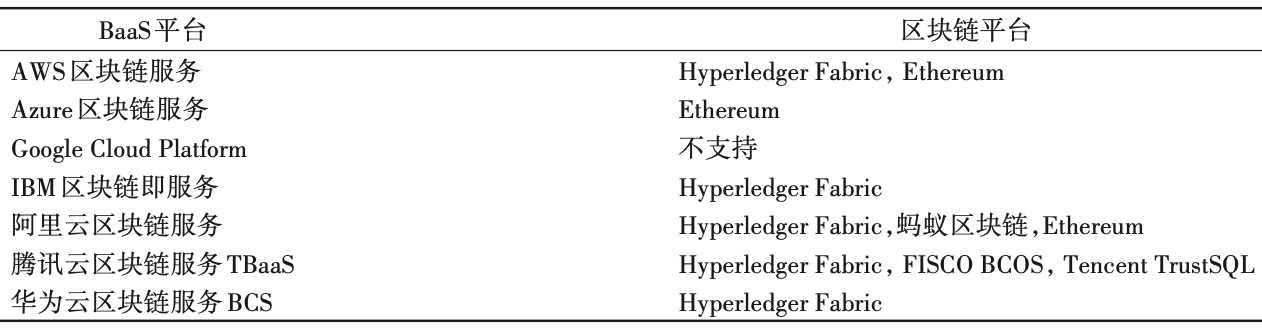 BaaS平台 区块链平台
AWS区块链服务 Hyperledger Fabric, Ethereum
Azure区块链服务 Ethereum
Google Cloud Platform 不支持
IBM区块链即服务 Hyperledger Fabric
阿里云区块链服务 Hyperledger Fabric,蚂蚁区块链,Ethereum
腾讯云区块链服务TBaaS Hyperledger Fabric, FISCO BCOS, Tencent TrustSQL
华为云区块链服务BCS Hyperledger Fabric